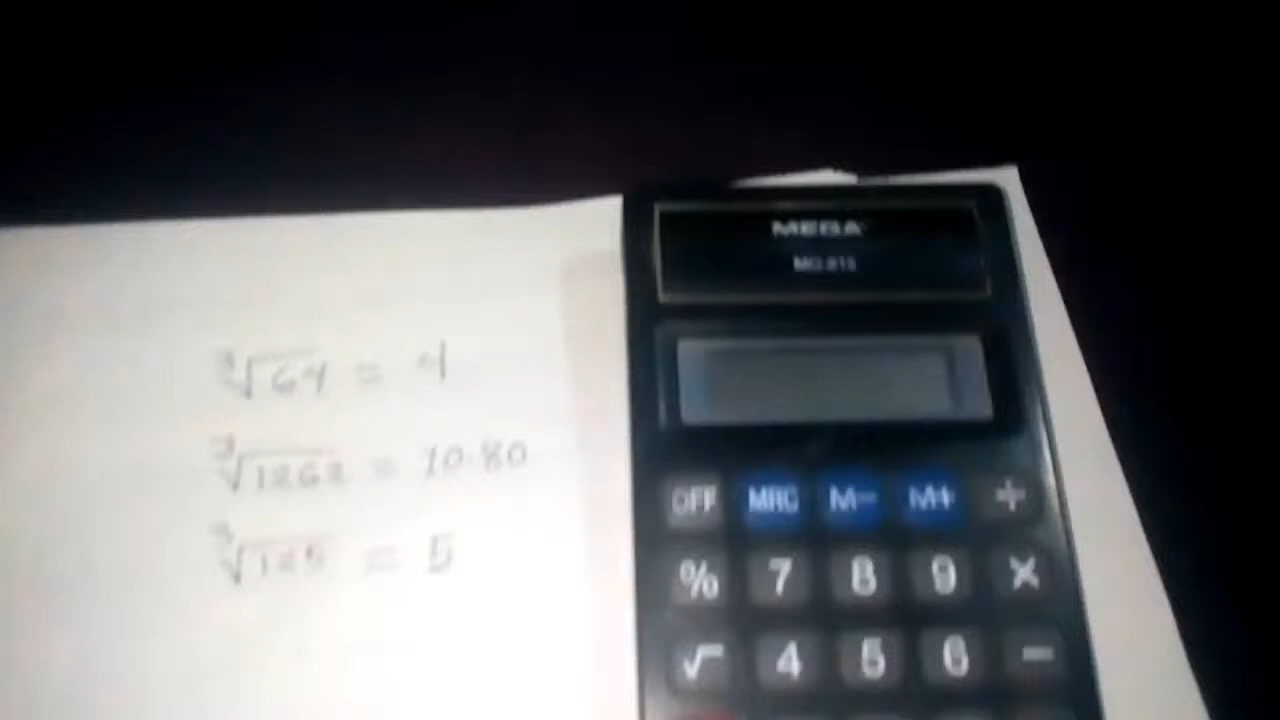 ∛64 = 4
∛1262 = 10.80
∛125 = 5
MEGA
OFF MRC M− M+ ÷
% 7 8 9 ×
√ 4 5 6 −